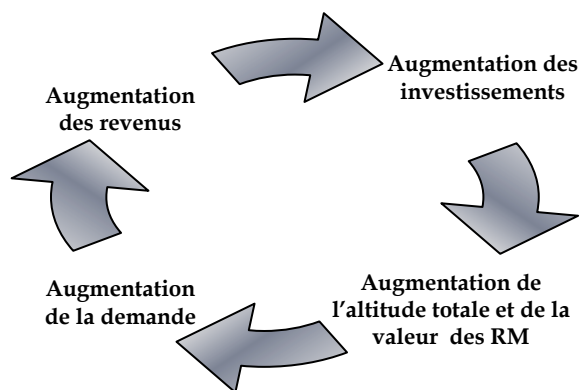 Augmentation des
investissements
Augmentation
des revenus
Augmentation
de la demande
Augmentation de
l'altitude totale et de la
valeur des RM